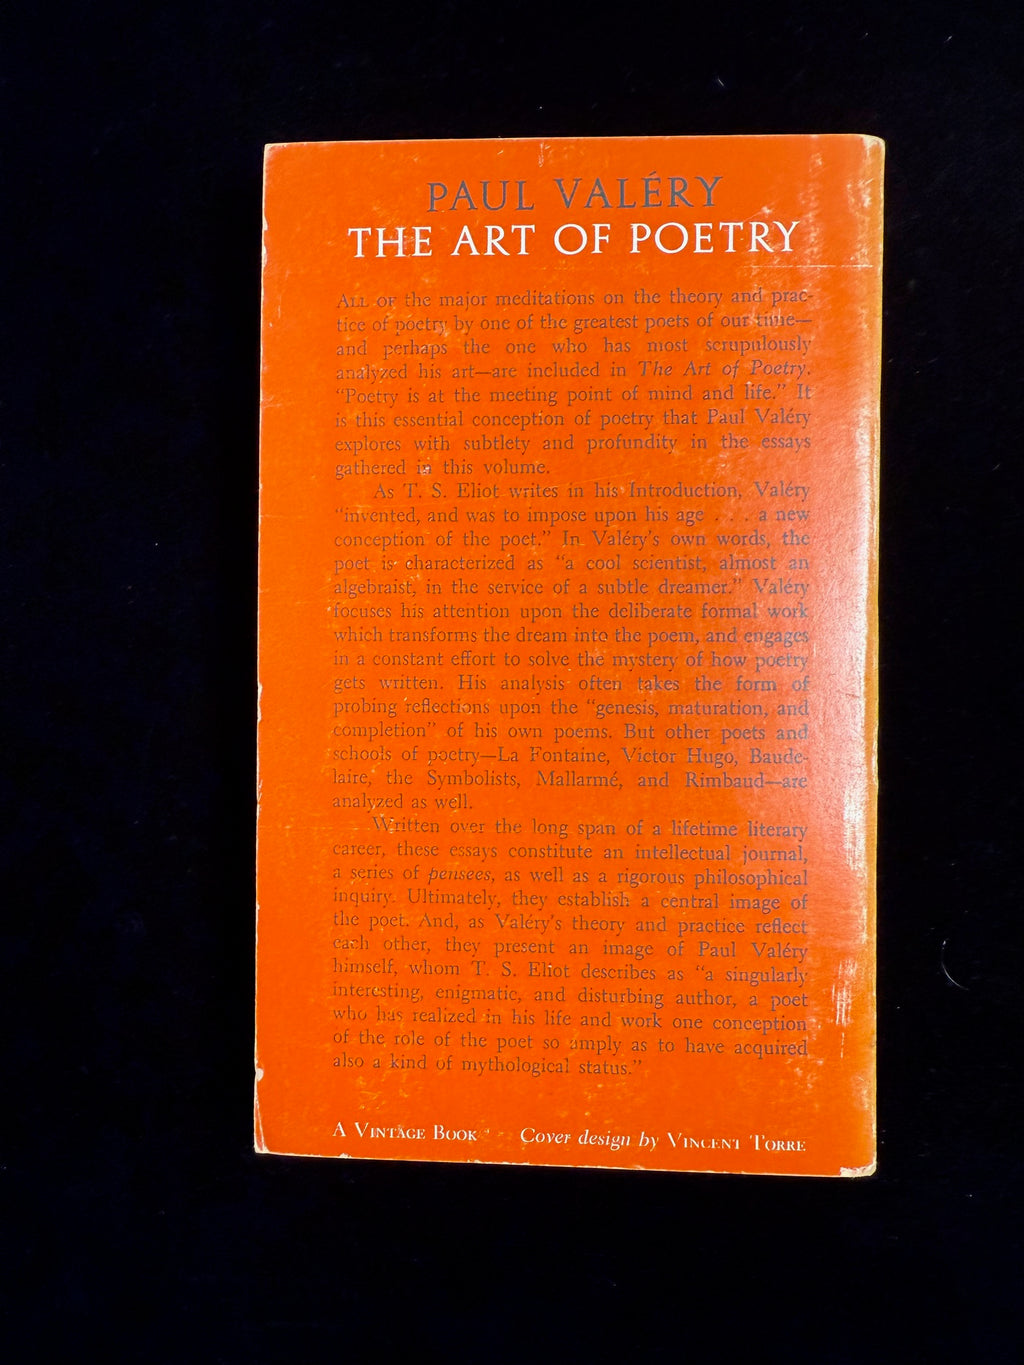 PAUL VALÉRY
THE ART OF POETRY
ALL OF the major meditations on the theory and prac-
tice of poetry by one of the greatest poets of our time—
and perhaps the one who has most scrupulously
analyzed his art—are included in The Art of Poetry.
“Poetry is at the meeting point of mind and life.” It
is this essential conception of poetry that Paul Valéry
explores with subtlety and profundity in the essays
gathered in this volume.
As T. S. Eliot writes in his Introduction, Valéry
“invented, and was to impose upon his age . . . a new
conception of the poet.” In Valéry’s own words, the
poet is characterized as “a cool scientist, almost an
algebraist, in the service of a subtle dreamer.” Valéry
focuses his attention upon the deliberate formal work
which transforms the dream into the poem, and engages
in a constant effort to solve the mystery of how poetry
gets written. His analysis often takes the form of
probing reflections upon the “genesis, maturation, and
completion” of his own poems. But other poets and
schools of poetry—La Fontaine, Victor Hugo, Baude-
laire, the Symbolists, Mallarmé, and Rimbaud—are
analyzed as well.
Written over the long span of a lifetime literary
career, these essays constitute an intellectual journal,
a series of pensees, as well as a rigorous philosophical
inquiry. Ultimately, they establish a central image of
the poet. And, as Valéry’s theory and practice reflect
each other, they present an image of Paul Valéry
himself, whom T. S. Eliot describes as “a singularly
interesting, enigmatic, and disturbing author, a poet
who has realized in his life and work one conception
of the role of the poet so amply as to have acquired
also a kind of mythological status.”
A VINTAGE BOOK Cover design by VINCENT TORRE